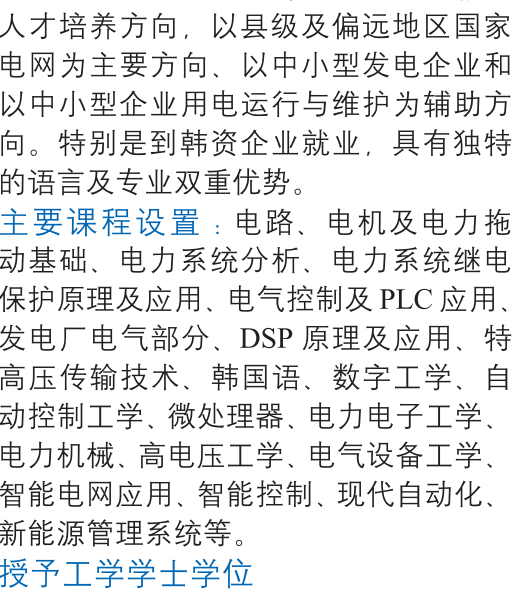 人才培养方向，以县级及偏远地区国家
电网为主要方向、以中小型发电企业和
以中小型企业用电运行与维护为辅助方
向。特别是到韩资企业就业，具有独特
的语言及专业双重优势。
主要课程设置：电路、电机及电力拖
动基础、电力系统分析、电力系统继电
保护原理及应用、电气控制及 PLC 应用、
发电厂电气部分、DSP 原理及应用、特
高压传输技术、韩国语、数字工学、自
动控制工学、微处理器、电力电子工学、
电力机械、高电压工学、电气设备工学、
智能电网应用、智能控制、现代自动化、
新能源管理系统等。
授予工学学士学位